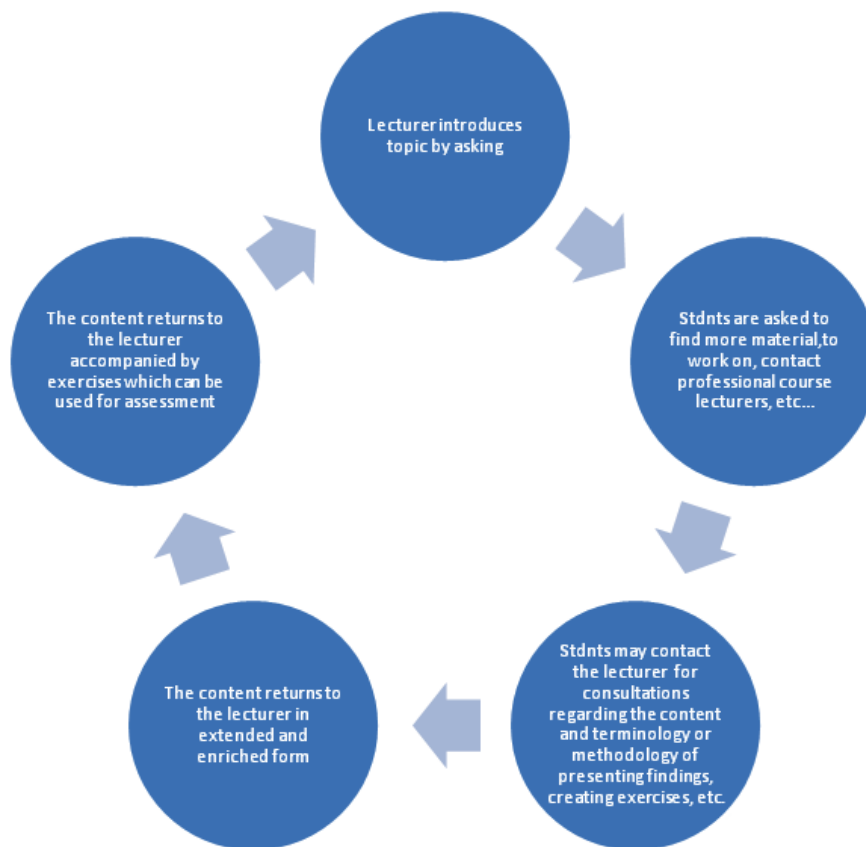 Lecturer introduces
topic by asking
Stdnts are asked to
find more material,to
work on, contact
professional course
lecturers, etc...
Stdnts may contact
the lecturer for
consultations
regarding the content
and terminology or
methodology of
presenting findings,
creating exercises, etc.
The content returns to
the lecturer in
extended and
enriched form
The content returns to
the lecturer
accompanied by
exercises which can be
used for assessment